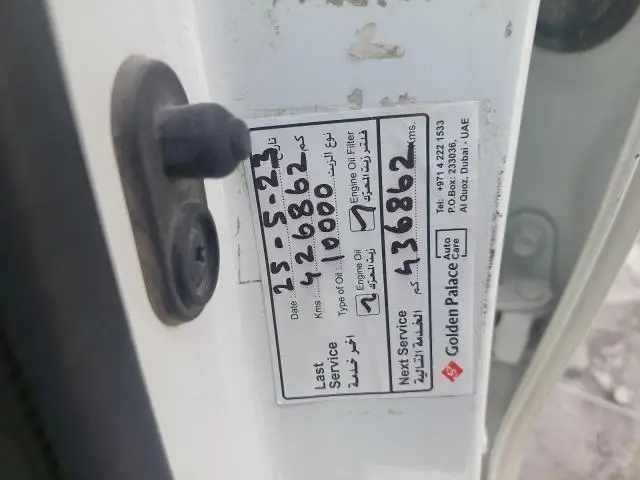 Last Service
اخر خدمة
Date : 25-5-23 تاريخ
Kms : 426862 كم
Type of Oil : 10000 نوع الزيت
Engine Oil زيت المحرك
Engine Oil Filter فلتر زيت المحرك
Next Service
الخدمة التالية
436862 Kms. كم
Golden Palace Auto Care
Tel: +971 4 222 1533
P.O.Box: 233036,
Al Quoz, Dubai - UAE